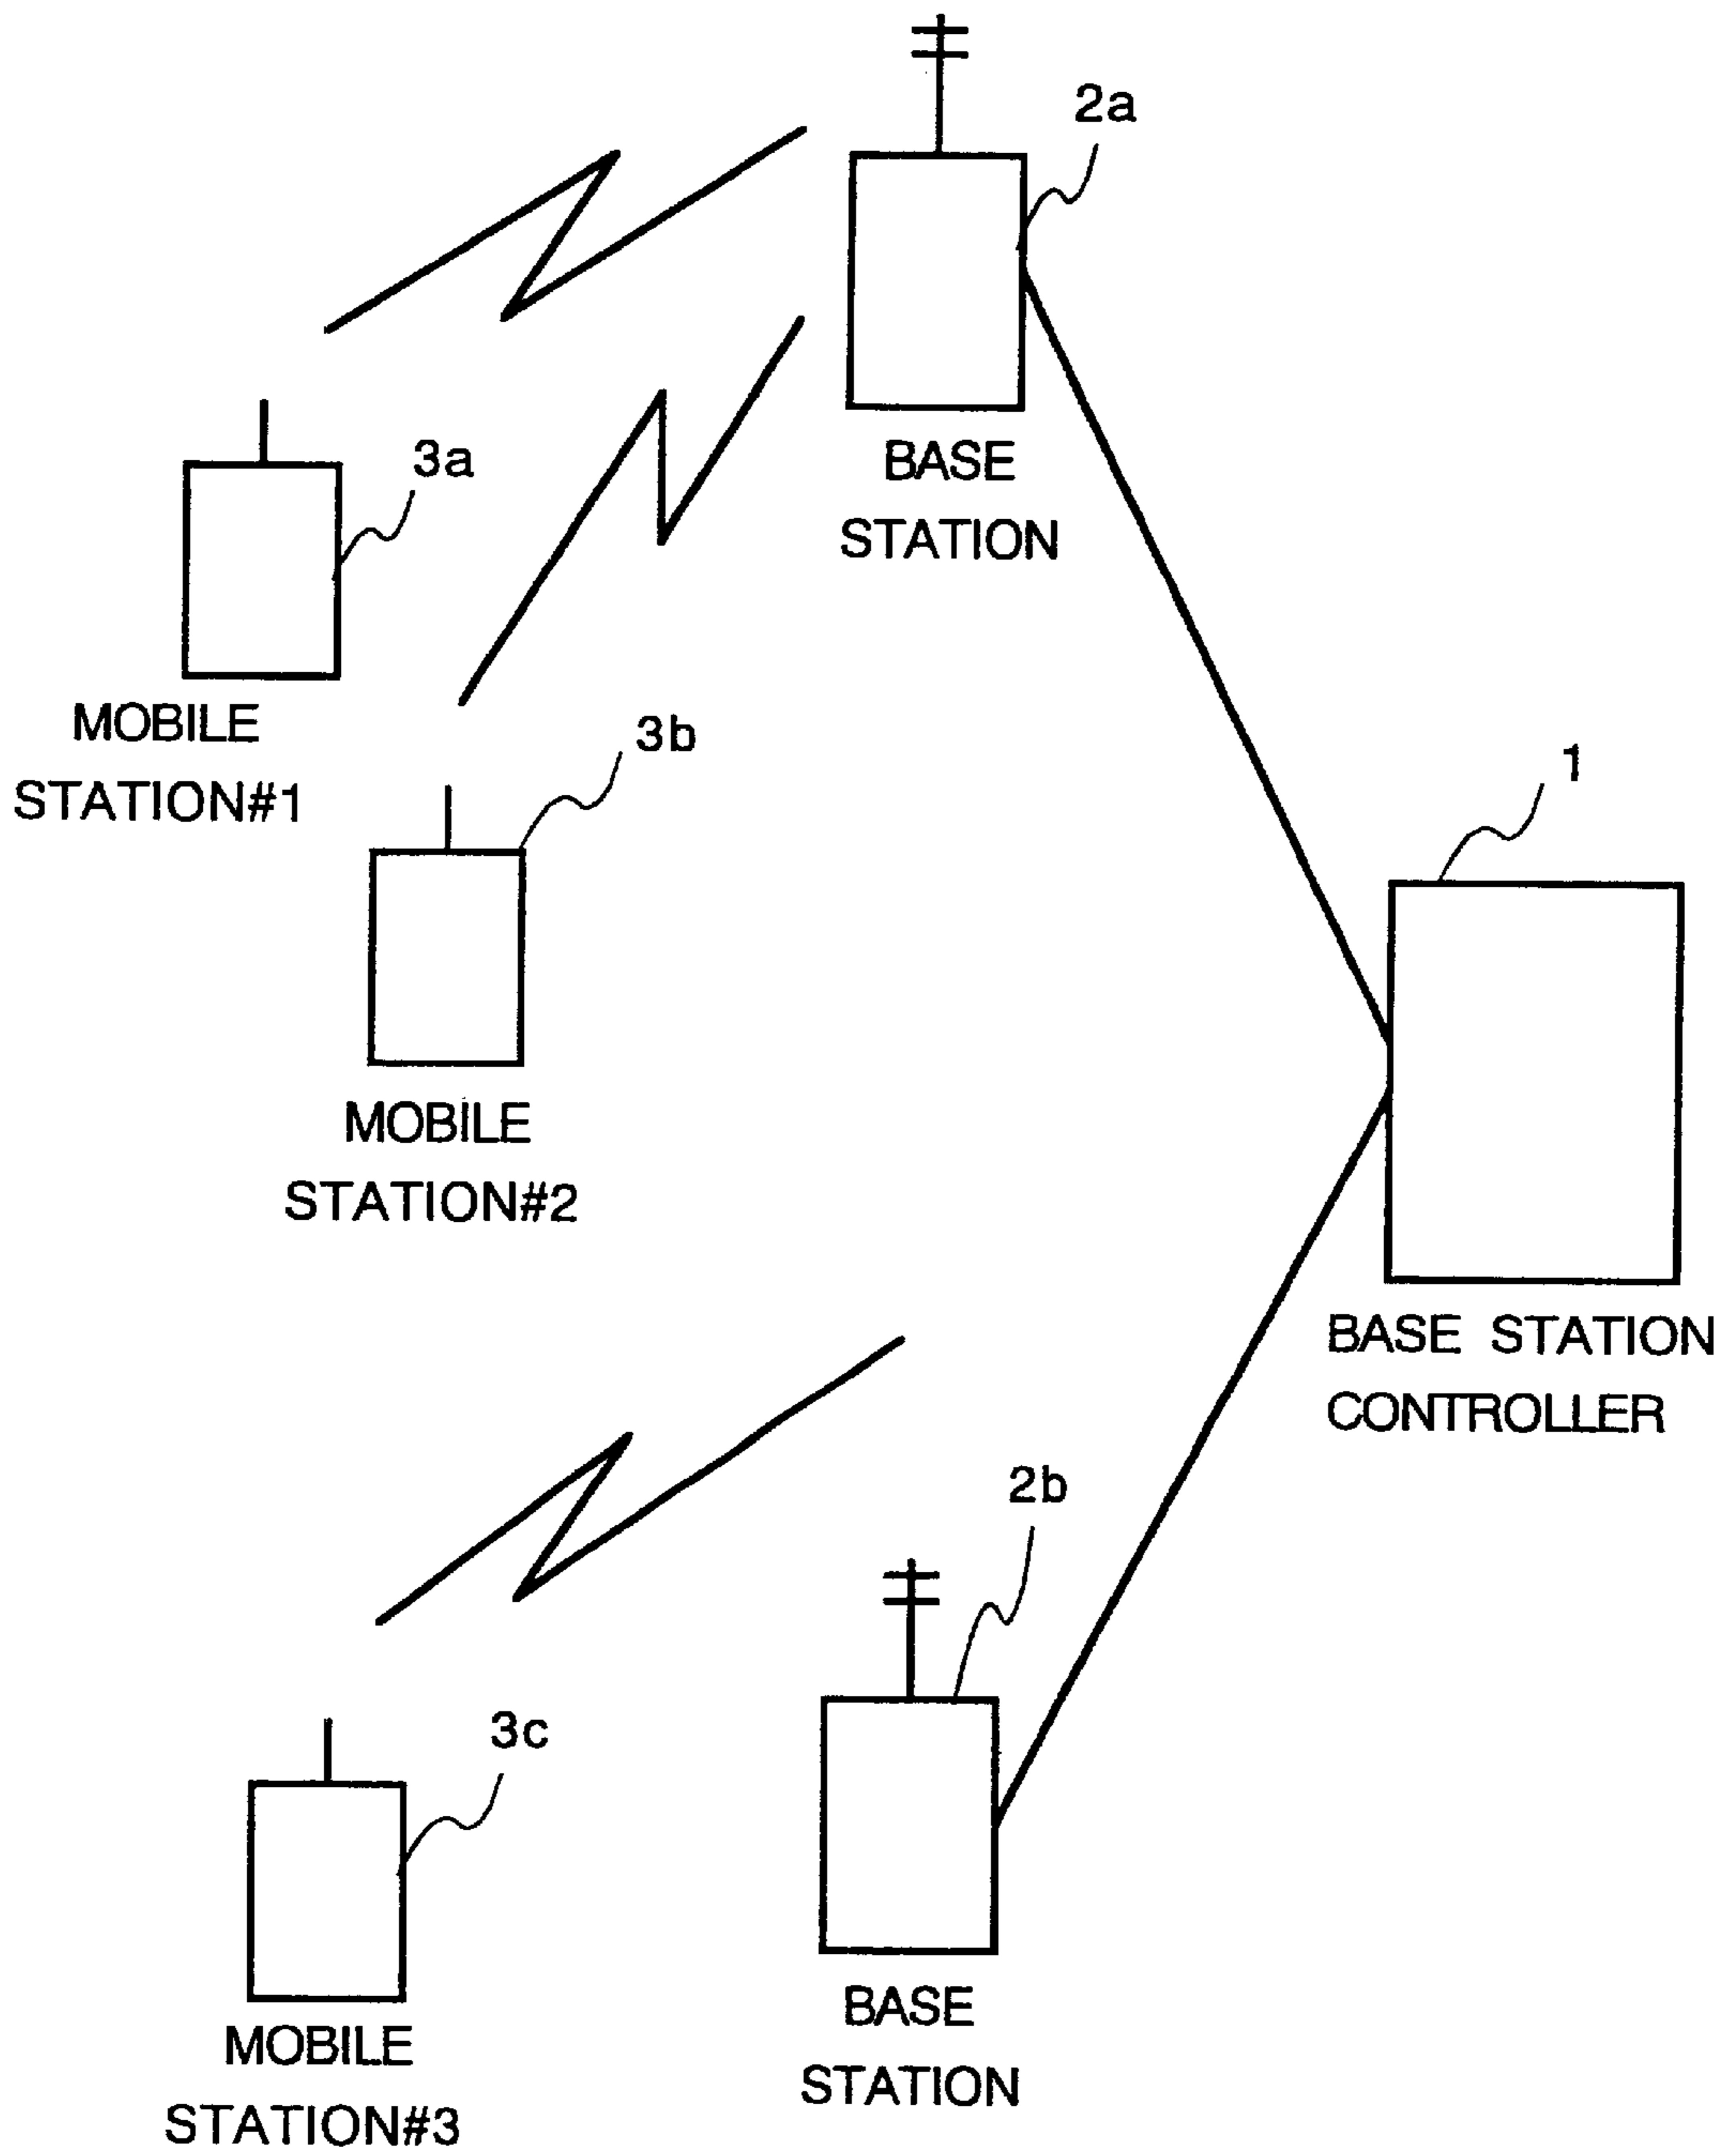 2a
BASE
STATION
3a
MOBILE
STATION#1
3b
MOBILE
STATION#2
1
BASE STATION
CONTROLLER
2b
BASE
STATION
3c
MOBILE
STATION#3